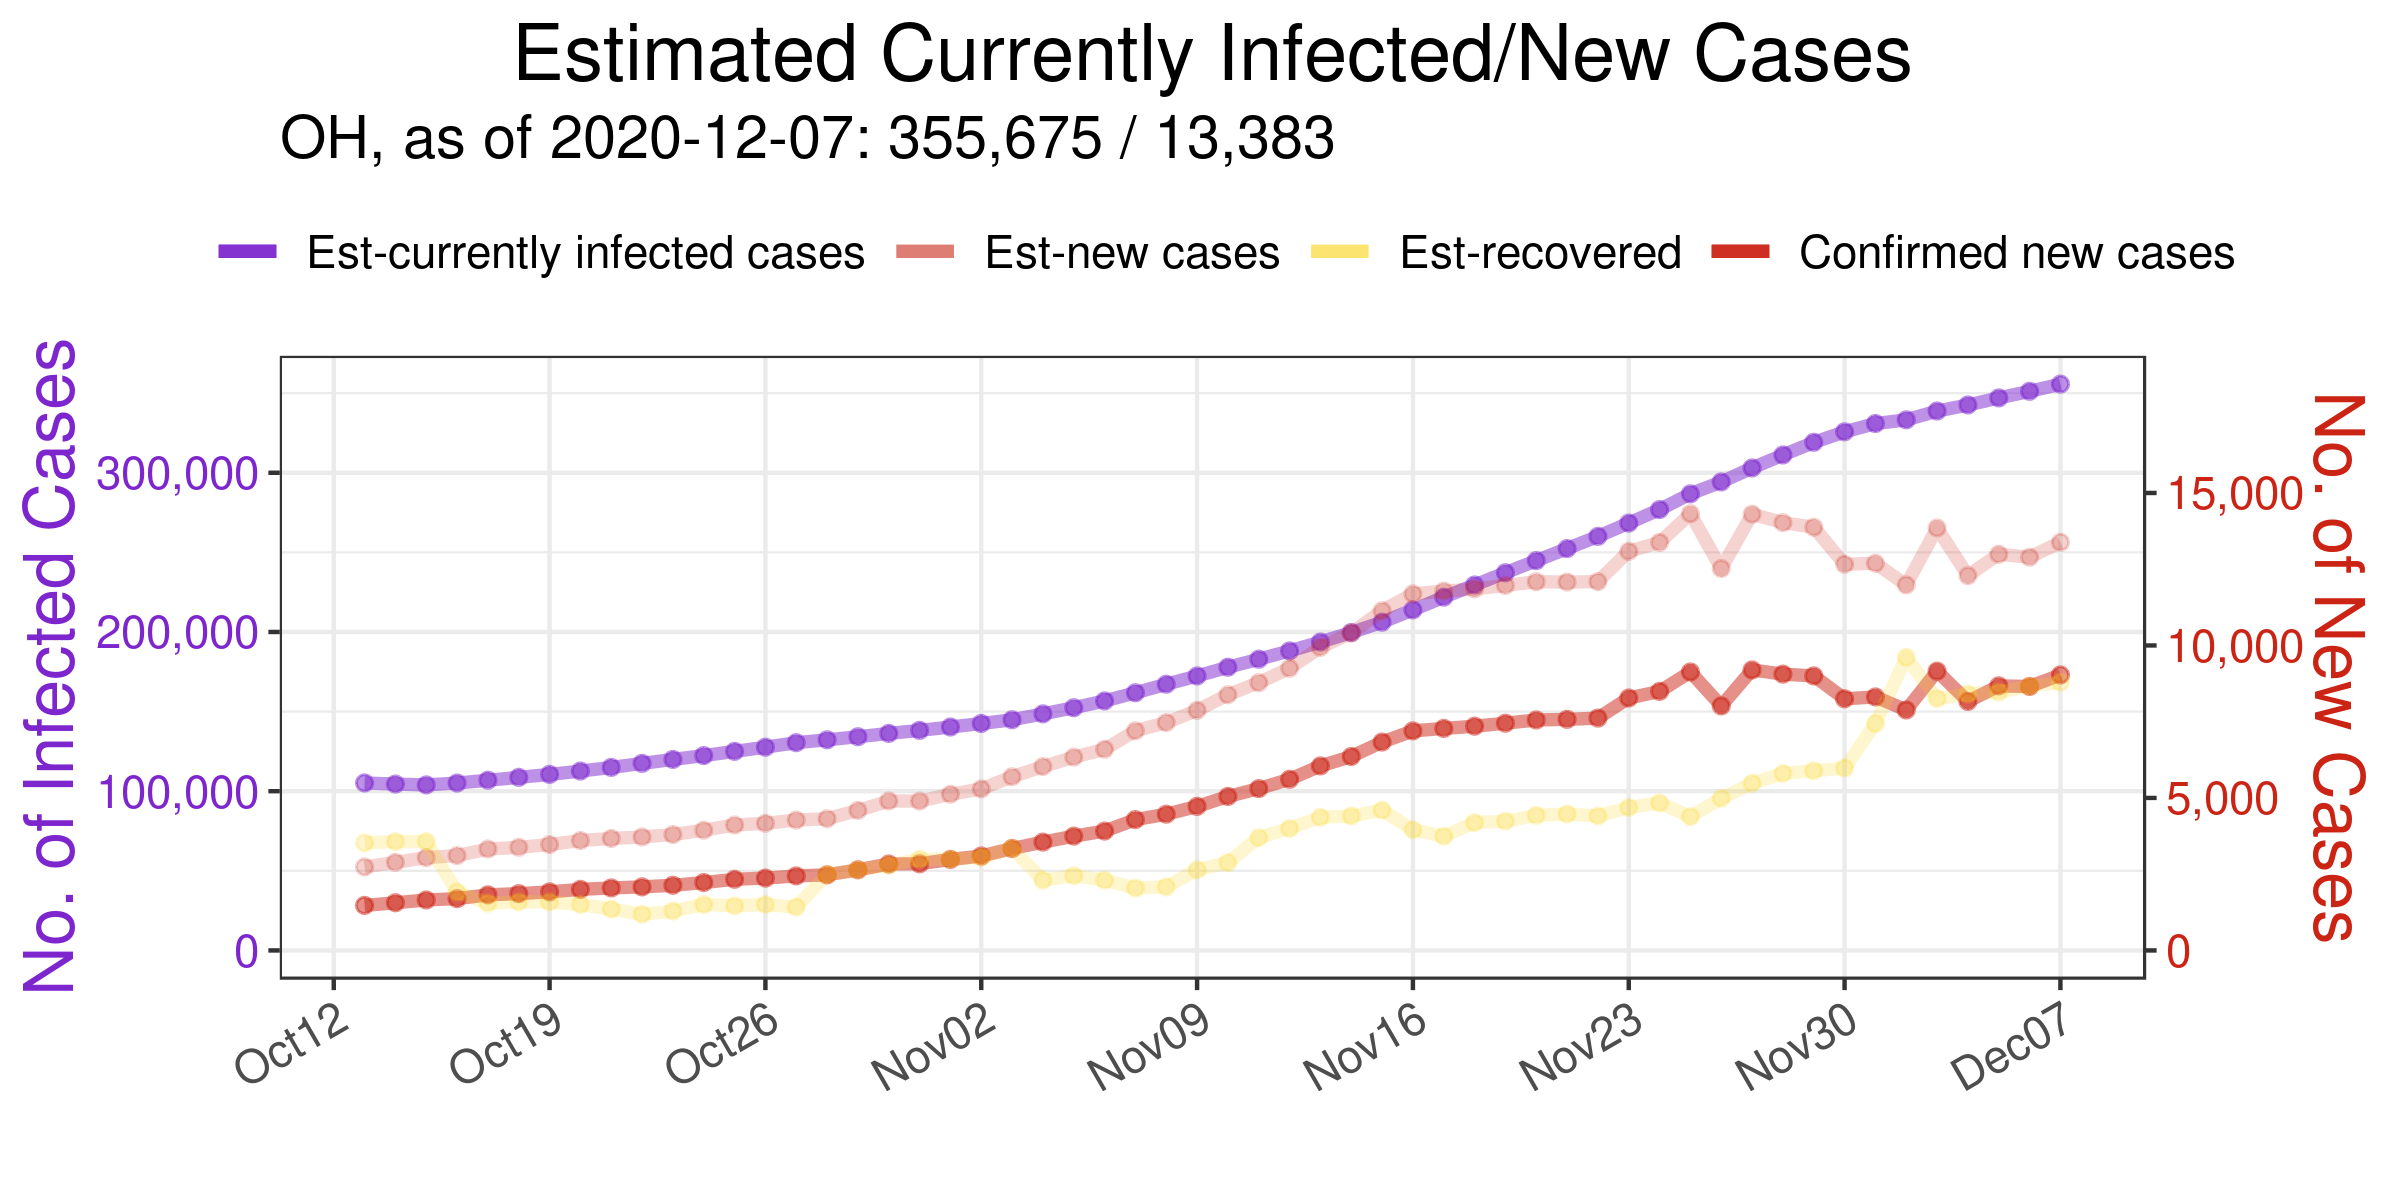 Estimated Currently Infected/New Cases
OH, as of 2020-12-07: 355,675 / 13,383
Est-currently infected cases Est-new cases Est-recovered Confirmed new cases
No. of Infected Cases
300,000
200,000
100,000
0
15,000
10,000
5,000
0
No. of New Cases
Oct12 Oct19 Oct26 Nov02 Nov09 Nov16 Nov23 Nov30 Dec07